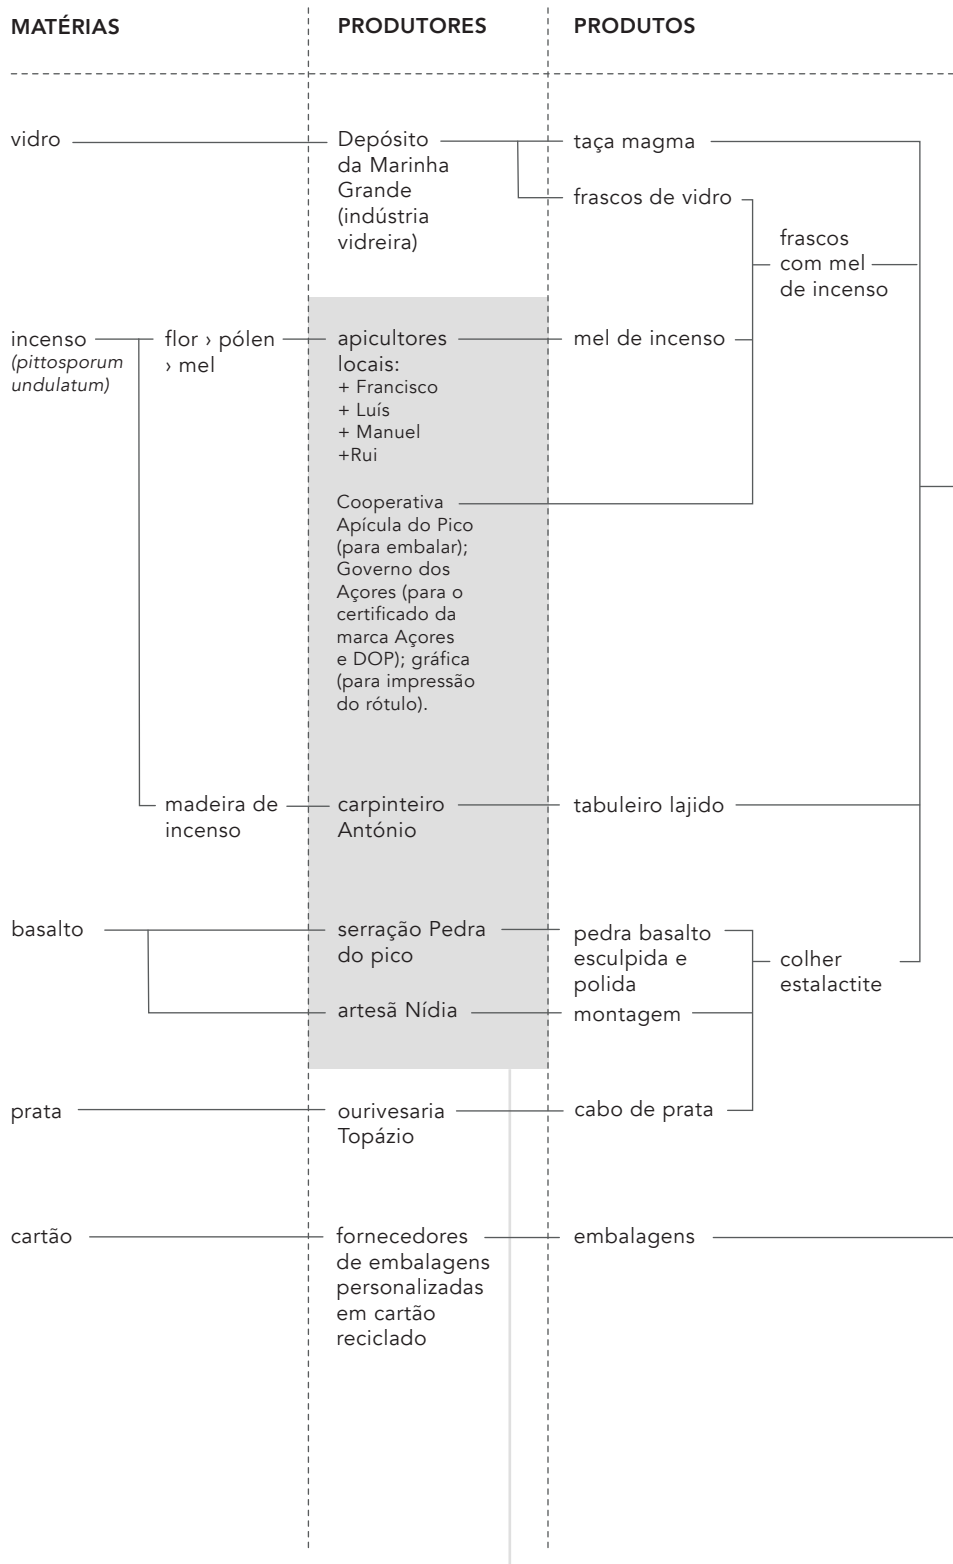 MATÉRIAS
PRODUTORES
PRODUTOS
vidro
Depósito
da Marinha
Grande
(indústria
vidreira)
taça magma
frascos de vidro
frascos
com mel
de incenso
incenso
(pittosporum
undulatum)
flor › pólen
› mel
apicultores
locais:
+ Francisco
+ Luís
+ Manuel
+Rui
mel de incenso
Cooperativa
Apícula do Pico
(para embalar);
Governo dos
Açores (para o
certificado da
marca Açores
e DOP); gráfica
(para impressão
do rótulo).
madeira de
incenso
carpinteiro
António
tabuleiro lajido
basalto
serração Pedra
do pico
pedra basalto
esculpida e
polida
colher
estalactite
artesã Nídia
montagem
prata
ourivesaria
Topázio
cabo de prata
cartão
fornecedores
de embalagens
personalizadas
em cartão
reciclado
embalagens